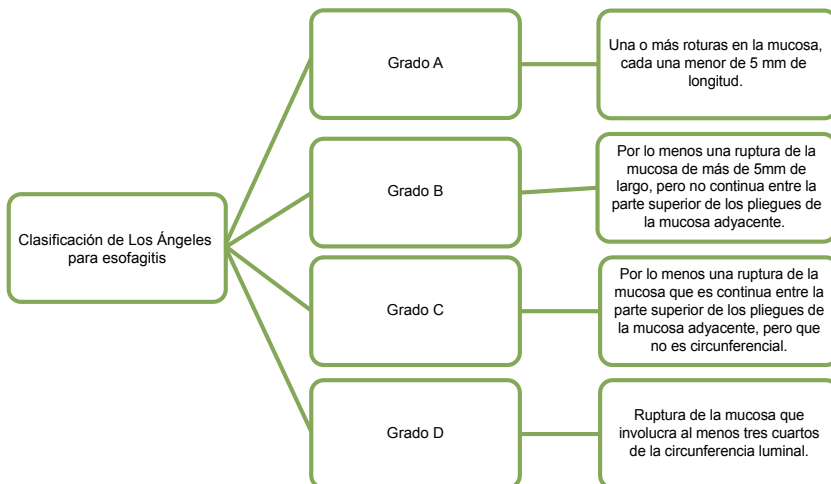 Clasificación de Los Ángeles
para esofagitis
Grado A
Una o más roturas en la mucosa,
cada una menor de 5 mm de
longitud.
Grado B
Por lo menos una ruptura de la
mucosa de más de 5mm de
largo, pero no continua entre la
parte superior de los pliegues de
la mucosa adyacente.
Grado C
Por lo menos una ruptura de la
mucosa que es continua entre la
parte superior de los pliegues de
la mucosa adyacente, pero que
no es circunferencial.
Grado D
Ruptura de la mucosa que
involucra al menos tres cuartos
de la circunferencia luminal.